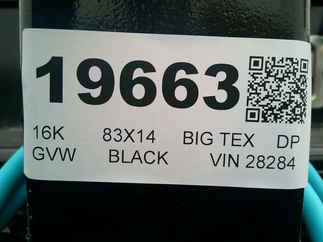 19663
16K 83X14 BIG TEX DP
GVW BLACK VIN 28284